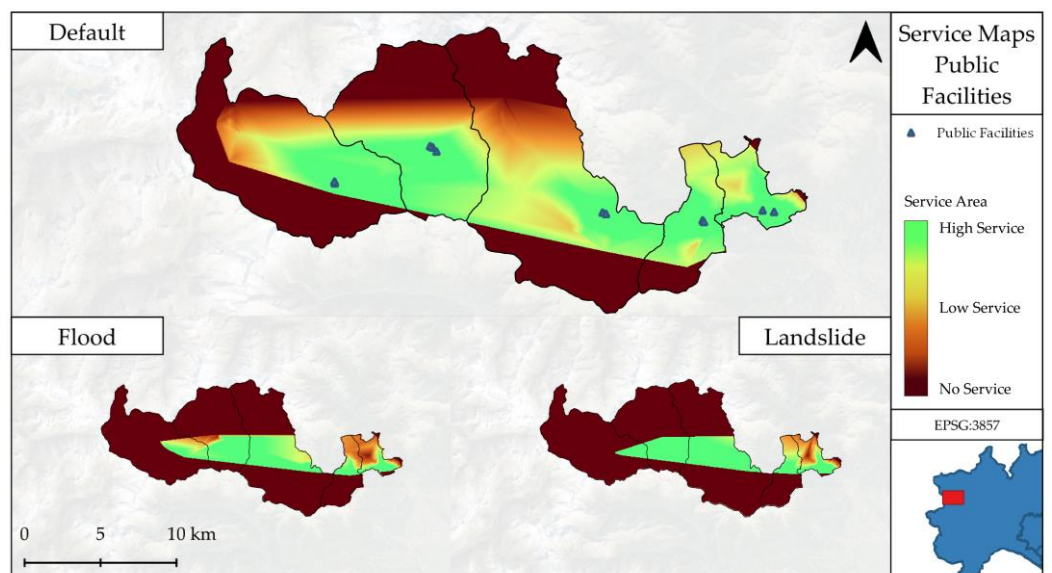 Default
Service Maps
Public
Facilities
Public Facilities
Service Area
High Service
Low Service
No Service
Flood
Landslide
EPSG:3857
0 5 10 km